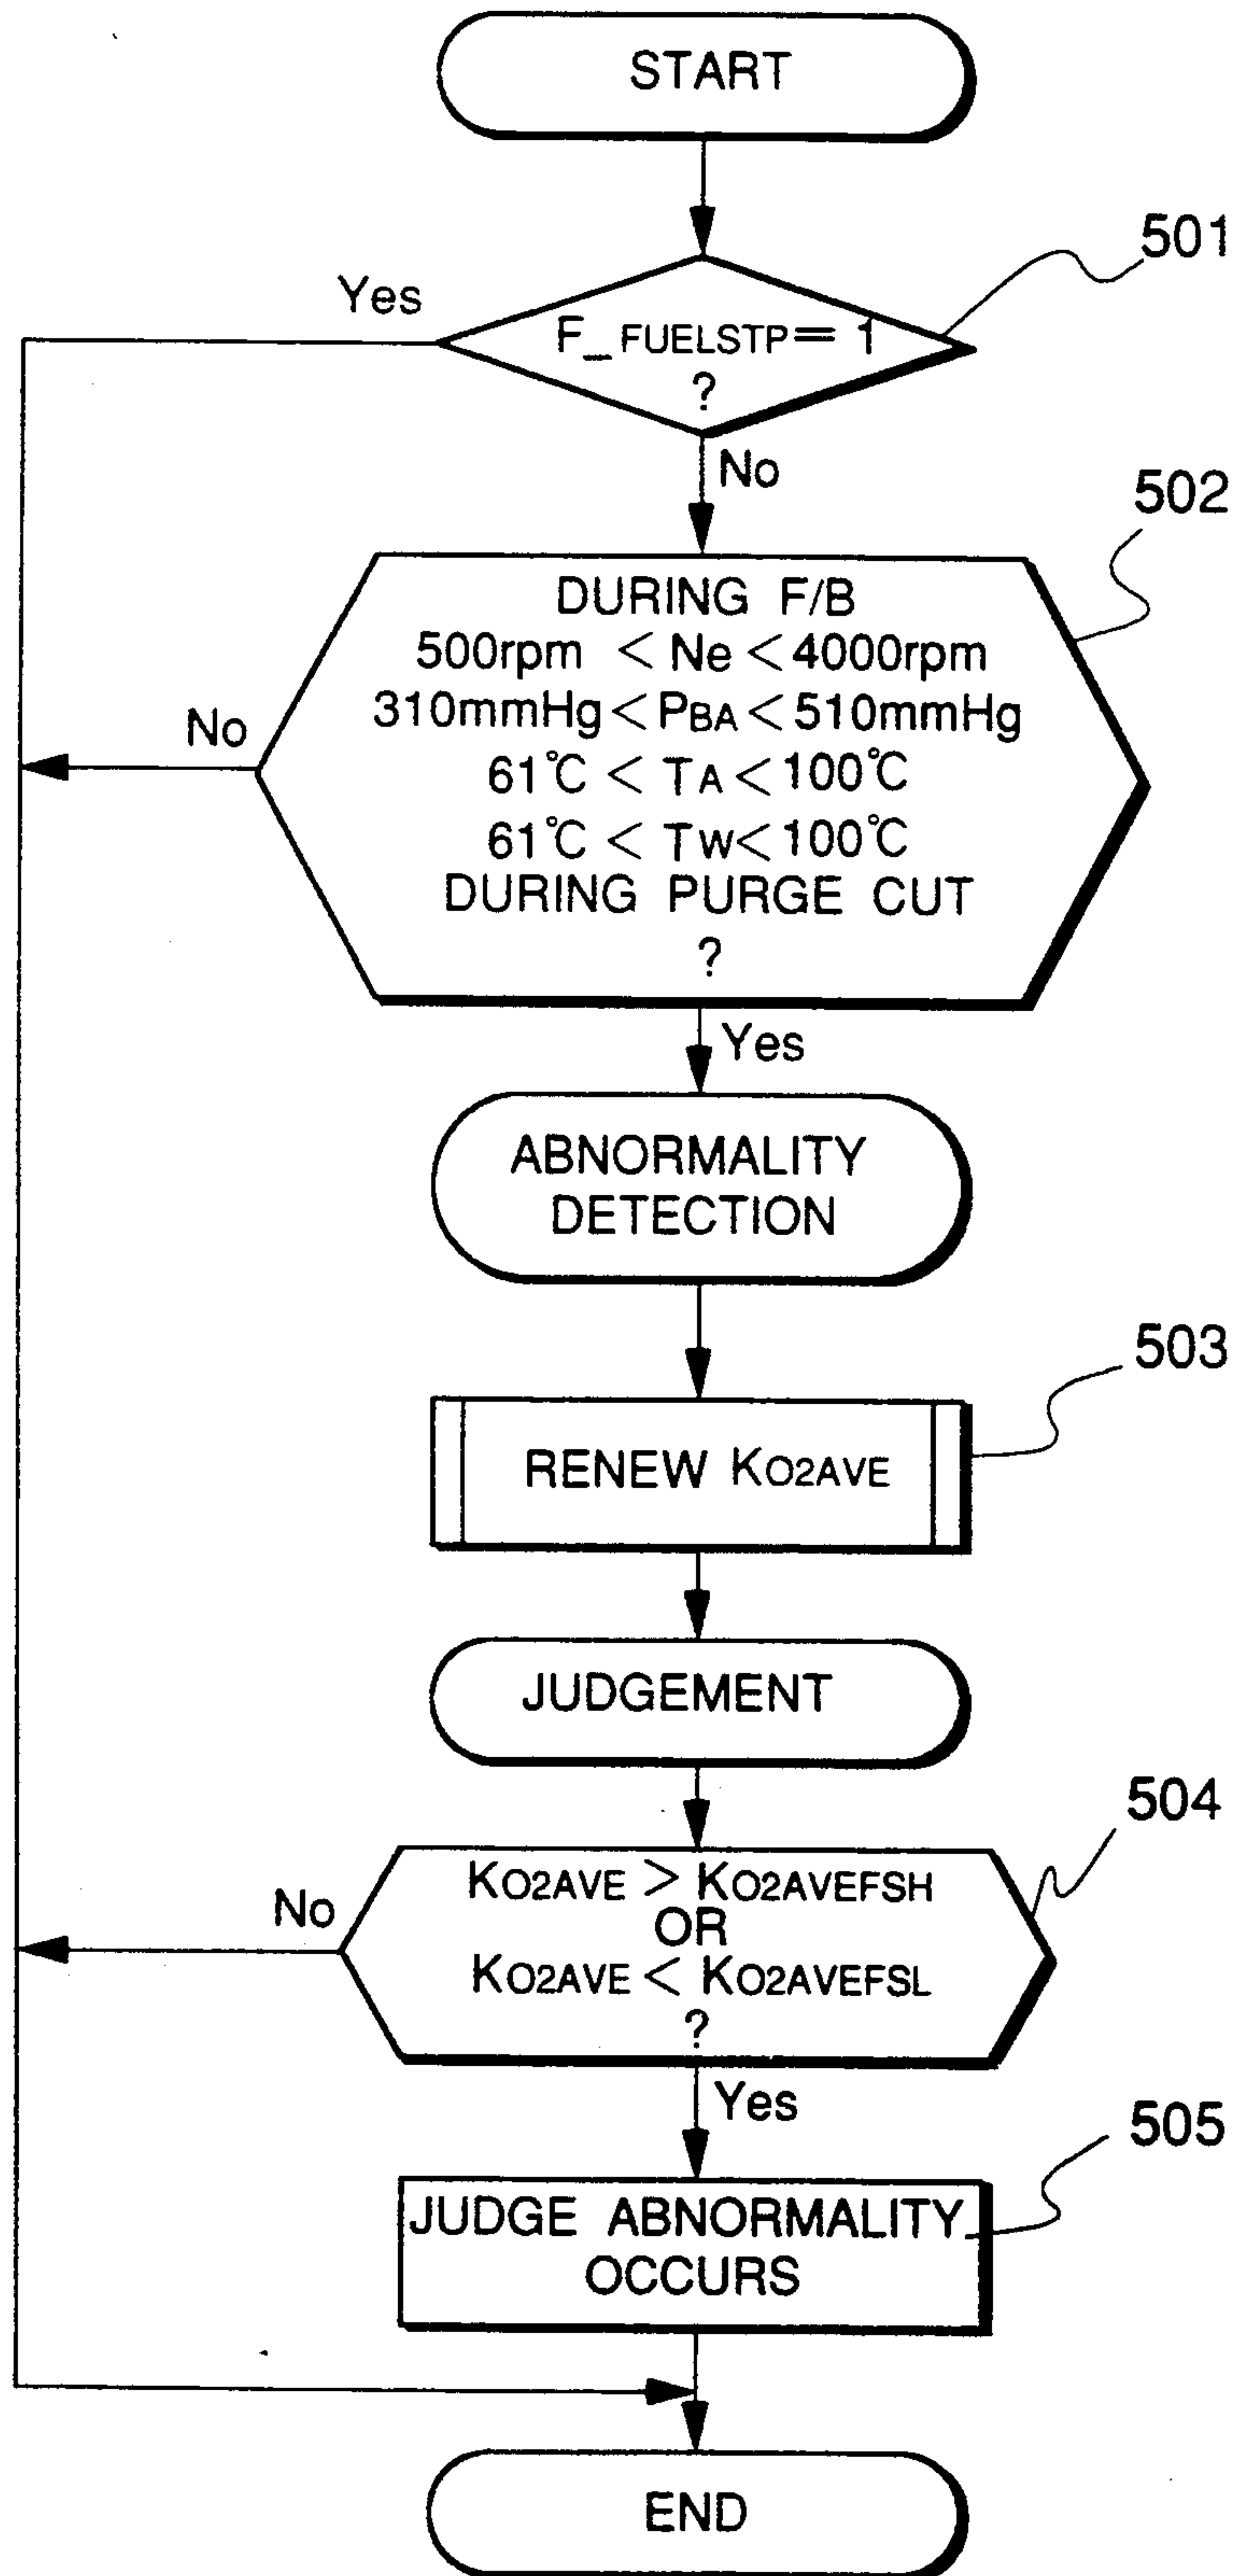 START
501
Yes
F_FUELSTP = 1
?
No
502
DURING F/B
500rpm < Ne < 4000rpm
310mmHg < PBA < 510mmHg
No
61°C < TA < 100°C
61°C < TW < 100°C
DURING PURGE CUT
?
Yes
ABNORMALITY
DETECTION
503
RENEW KO2AVE
JUDGEMENT
504
KO2AVE > KO2AVEFSH
No
OR
KO2AVE < KO2AVEFSL
?
Yes
505
JUDGE ABNORMALITY
OCCURS
END